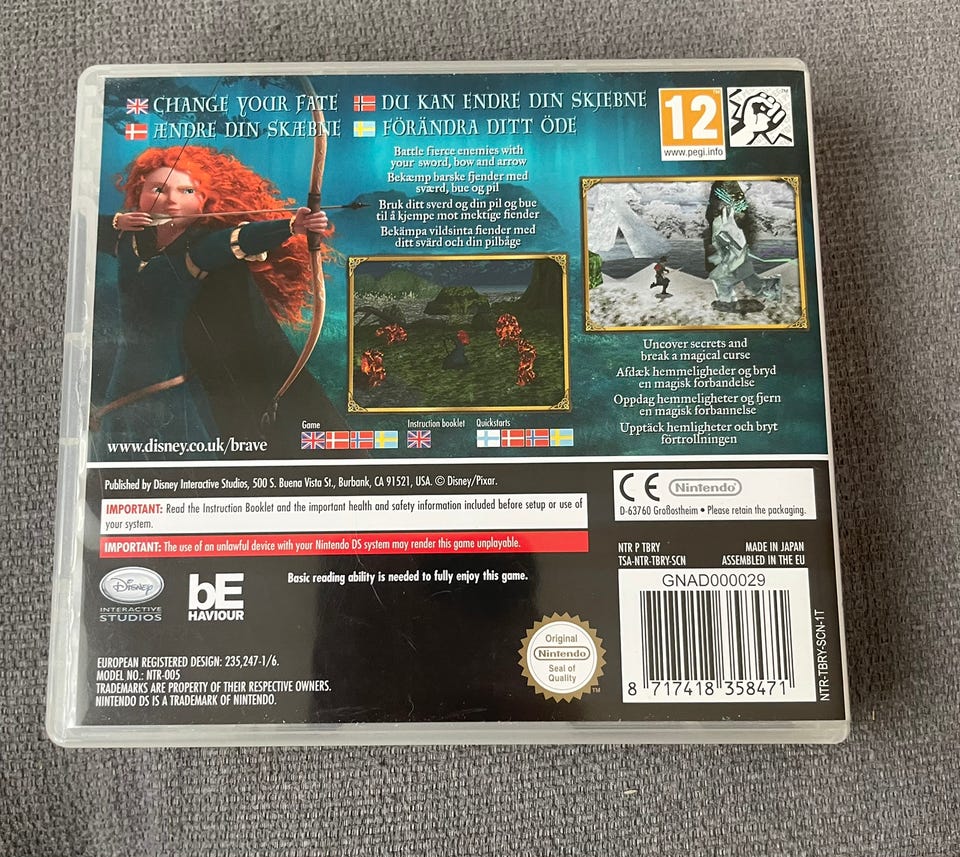 CHANGE YOUR FATE
DU KAN ENDRE DIN SKJEBNE
ÆNDRE DIN SKÆBNE
FÖRÄNDRA DITT ÖDE
12
www.pegi.info
Battle fierce enemies with
your sword, bow and arrow
Bekæmp barske fjender med
sværd, bue og pil
Bruk ditt sverd og din pil og bue
til å kjempe mot mektige fiender
Bekämpa vildsinta fiender med
ditt svärd och din pilbåge
Uncover secrets and
break a magical curse
Afdæk hemmeligheder og bryd
en magisk forbandelse
Oppdag hemmeligheter og fjern
en magisk forbannelse
Upptäck hemligheter och bryt
förtrollningen
Game
Instruction booklet
Quickstarts
www.disney.co.uk/brave
Published by Disney Interactive Studios, 500 S. Buena Vista St., Burbank, CA 91521, USA. © Disney/Pixar.
IMPORTANT: Read the Instruction Booklet and the important health and safety information included before setup or use of
your system.
IMPORTANT: The use of an unlawful device with your Nintendo DS system may render this game unplayable.
CE
Nintendo
D-63760 Großostheim • Please retain the packaging.
NTR P TBRY
TSA-NTR-TBRY-SCN
MADE IN JAPAN
ASSEMBLED IN THE EU
Disney
INTERACTIVE
STUDIOS
bE
HAVIOUR
Basic reading ability is needed to fully enjoy this game.
GNAD000029
8 717418 358471
NTR-TBRY-SCN-1T
Original
Nintendo
Seal of
Quality
TM
EUROPEAN REGISTERED DESIGN: 235,247-1/6.
MODEL NO.: NTR-005
TRADEMARKS ARE PROPERTY OF THEIR RESPECTIVE OWNERS.
NINTENDO DS IS A TRADEMARK OF NINTENDO.